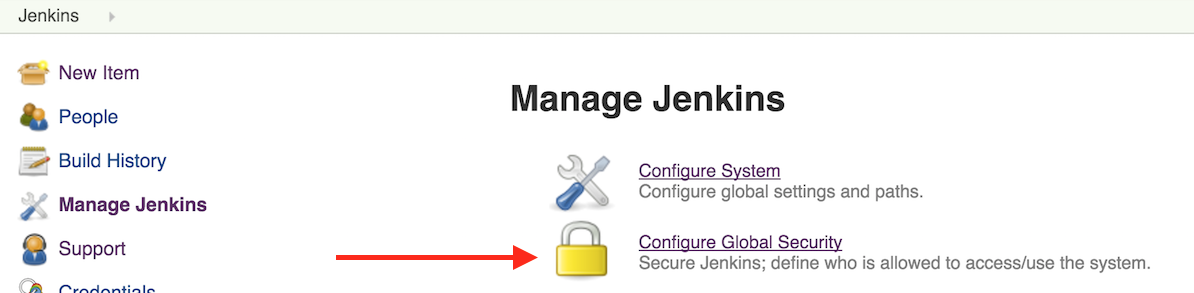 Jenkins
New Item
People
Build History
Manage Jenkins
Support
Credentials
Manage Jenkins
Configure System
Configure global settings and paths.
Configure Global Security
Secure Jenkins; define who is allowed to access/use the system.